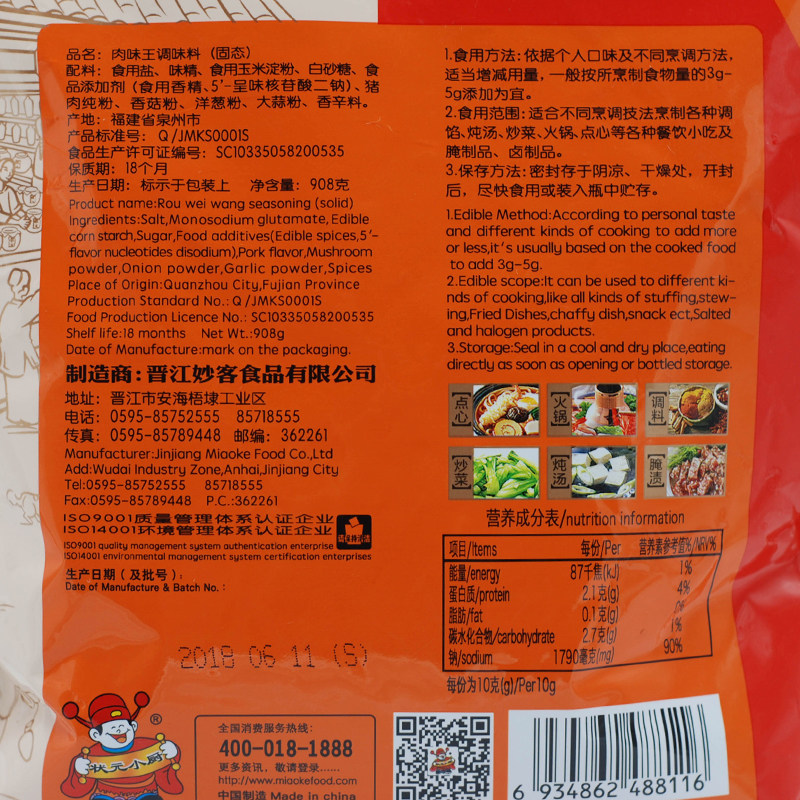 品名：肉味王调味料（固态）
配料：食用盐、味精、食用玉米淀粉、白砂糖、食
品添加剂（食用香精、5′-呈味核苷酸二钠）、猪
肉纯粉、香菇粉、洋葱粉、大蒜粉、香辛料。
产地：福建省泉州市
产品标准号：Q/JMKS0001S
食品生产许可证编号：SC10335058200535
保质期：18个月
生产日期：标示于包装上　净含量：908克
Product name:Rou wei wang seasoning (solid)
Ingredients:Salt,Monosodium glutamate,Edible
corn starch,Sugar,Food additives(Edible spices,5′-
flavor nucleotides disodium),Pork flavor,Mushroom
powder,Onion powder,Garlic powder,Spices
Place of Origin:Quanzhou City,Fujian Province
Production Standard No.:Q/JMKS0001S
Food Production Licence No.: SC10335058200535
Shelf life:18 months　Net Wt.:908g
Date of Manufacture:mark on the packaging.
制造商：晋江妙客食品有限公司
地址：晋江市安海梧埭工业区
电话：0595-85752555　85718555
传真：0595-85789448　邮编：362261
Manufacturer:Jinjiang Miaoke Food Co.,Ltd
Add:Wudai Industry Zone,Anhai,Jinjiang City
Tel:0595-85752555　85718555
Fax:0595-85789448　P.C.:362261
ISO9001质量管理体系认证企业
ISO14001环境管理体系认证企业
ISO9001 quality management system authentication enterprise
ISO14001 environmental management system certification enterprises
生产日期（及批号）：
Date of Manufacture & Batch No.：
2018 06 11 (S)
状元小厨
®
全国消费服务热线：
400-018-1888
更多资讯，敬请登录……
http://www.miaokefood.com
中国制造 Made in china
1.食用方法：依据个人口味及不同烹调方法，
适当增减用量，一般按所烹制食物量的3g-
5g添加为宜。
2.食用范围：适合不同烹调技法烹制各种调
馅、炖汤、炒菜、火锅、点心等各种餐饮小吃及
腌制品、卤制品。
3.保存方法：密封存于阴凉、干燥处，开封
后，尽快食用或装入瓶中贮存。
1.Edible Method:According to personal taste
and different kinds of cooking to add more
or less,it's usually based on the cooked food
to add 3g-5g.
2.Edible scope:It can be used to different ki-
nds of cooking,like all kinds of stuffing,stew-
ing,Fried Dishes,chaffy dish,snack ect,Salted
and halogen products.
3.Storage:Seal in a cool and dry place,eating
directly as soon as opening or bottled storage.
点心
火锅
调料
炒菜
炖汤
腌渍
营养成分表/nutrition information
项目/Items　每份/Per　营养素参考值%/NRV%
能量/energy　87千焦(kJ)　1%
蛋白质/protein　2.1克(g)　4%
脂肪/fat　0.1克(g)　0%
碳水化合物/carbohydrate　2.7克(g)　1%
钠/sodium　1790毫克(mg)　90%
每份为10克(g)/Per10g
6 934862 488116